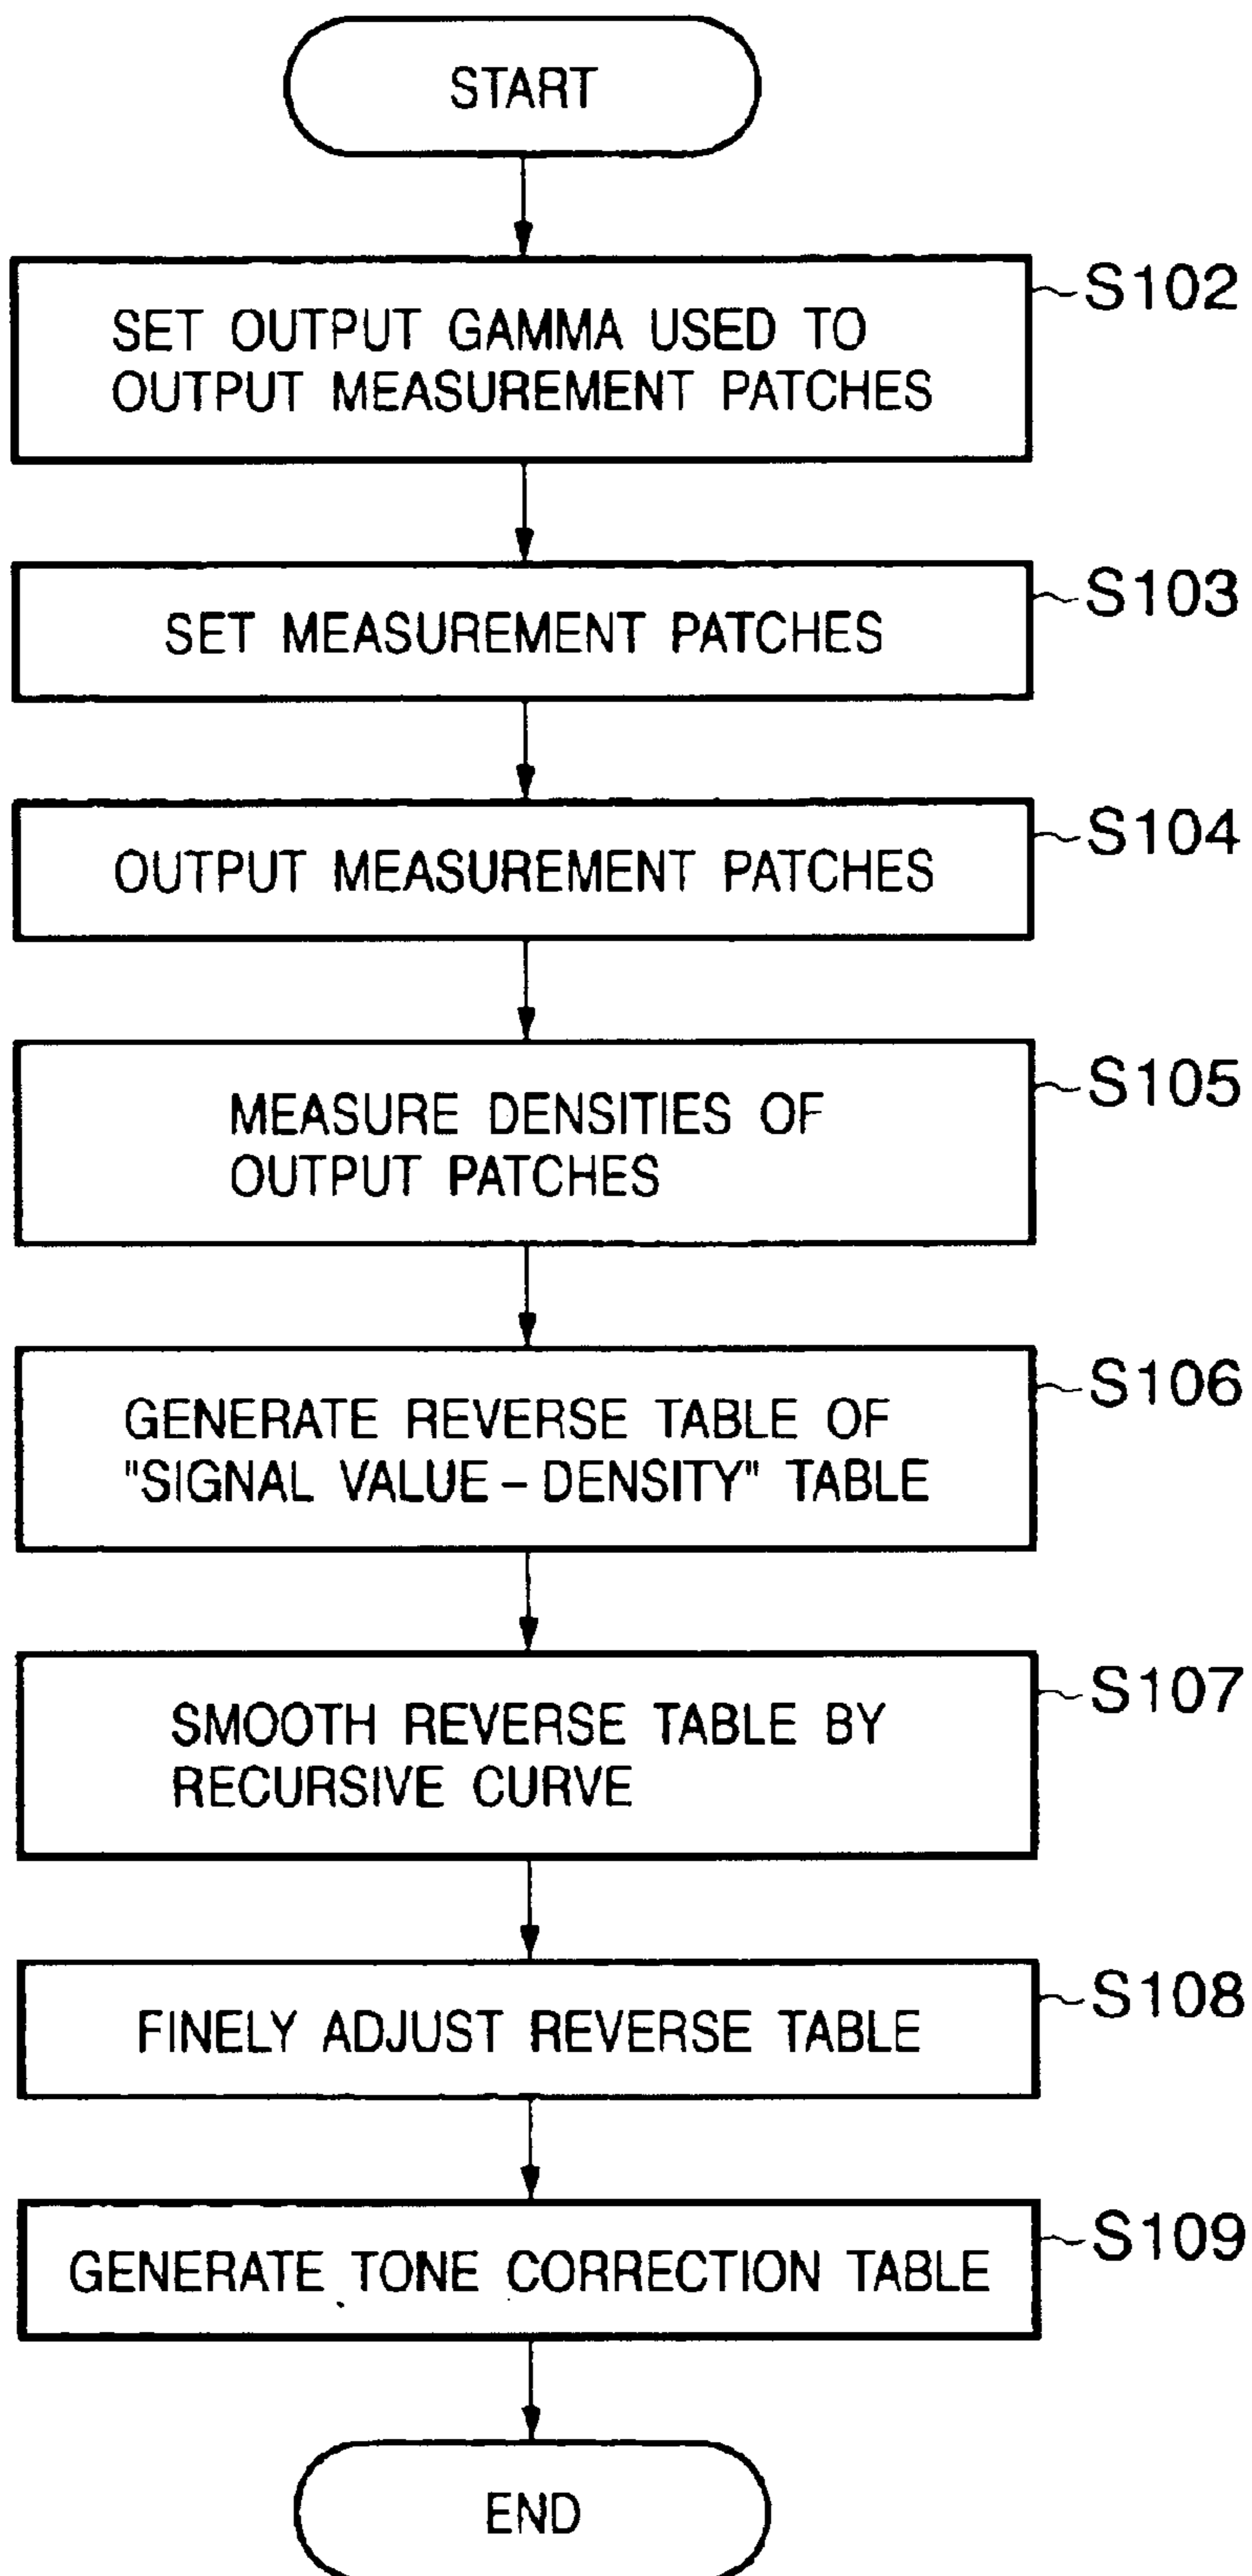 START
S102
SET OUTPUT GAMMA USED TO
OUTPUT MEASUREMENT PATCHES
S103
SET MEASUREMENT PATCHES
S104
OUTPUT MEASUREMENT PATCHES
S105
MEASURE DENSITIES OF
OUTPUT PATCHES
S106
GENERATE REVERSE TABLE OF
"SIGNAL VALUE – DENSITY" TABLE
S107
SMOOTH REVERSE TABLE BY
RECURSIVE CURVE
S108
FINELY ADJUST REVERSE TABLE
S109
GENERATE TONE CORRECTION TABLE
END